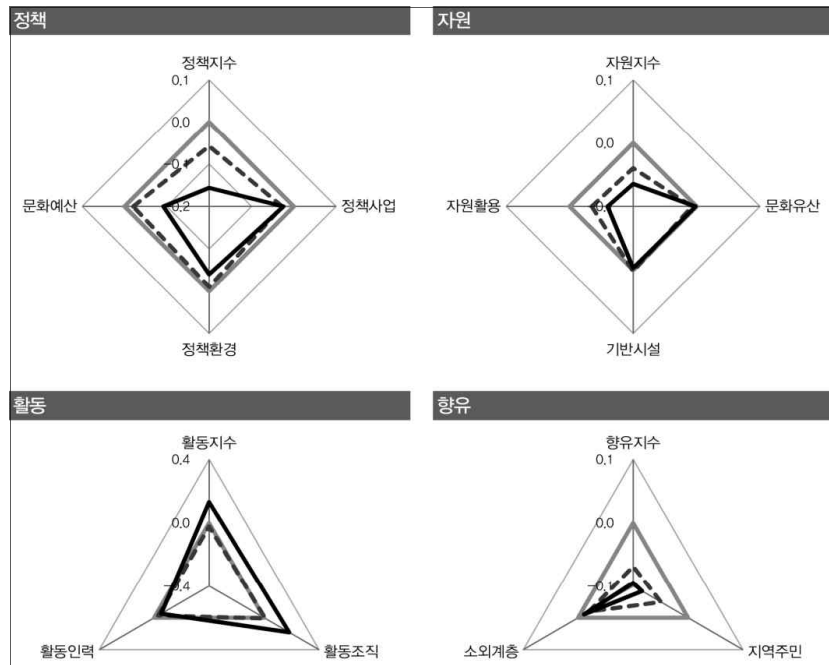 정책
정책지수
0.1
0.0
-0.1
-0.2
문화예산
정책사업
정책환경
자원
자원지수
0.1
0.0
-0.1
자원활용
문화유산
기반시설
활동
활동지수
0.4
0.0
-0.4
활동인력
활동조직
향유
향유지수
0.1
0.0
-0.1
소외계층
지역주민